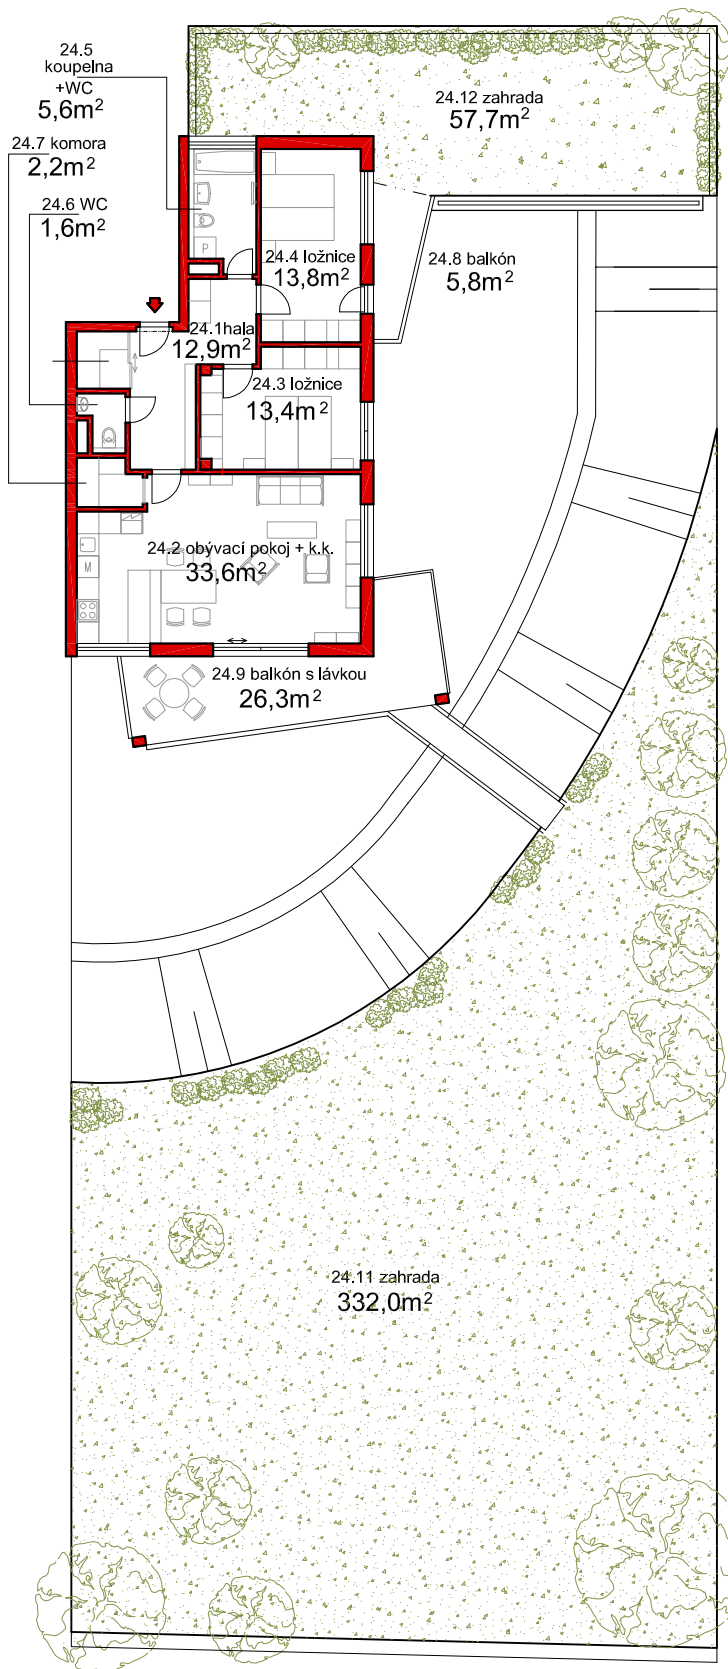 24.5
koupelna
+WC
5,6m²
24.7 komora
2,2m²
24.6 WC
1,6m²
24.12 zahrada
57,7m²
24.4 ložnice
13,8m²
24.8 balkón
5,8m²
24.1hala
12,9m²
24.3 ložnice
13,4m²
24.2 obývací pokoj + k.k.
33,6m²
24.9 balkón s lávkou
26,3m²
24.11 zahrada
332,0m²
P
M